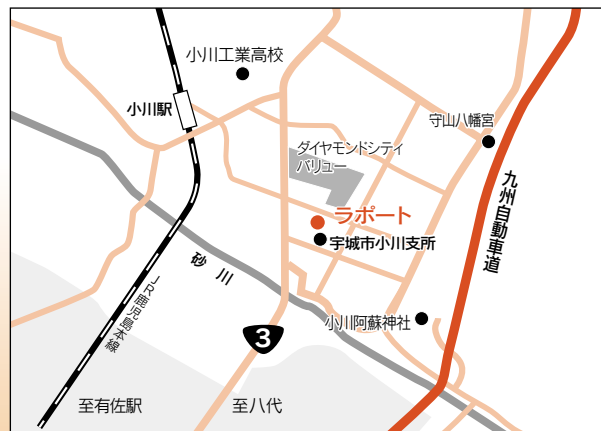 小川工業高校
小川駅
守山八幡宮
ダイヤモンドシティ
バリュー
九州自動車道
ラポート
宇城市小川支所
砂川
JR鹿児島本線
小川阿蘇神社
3
至有佐駅
至八代